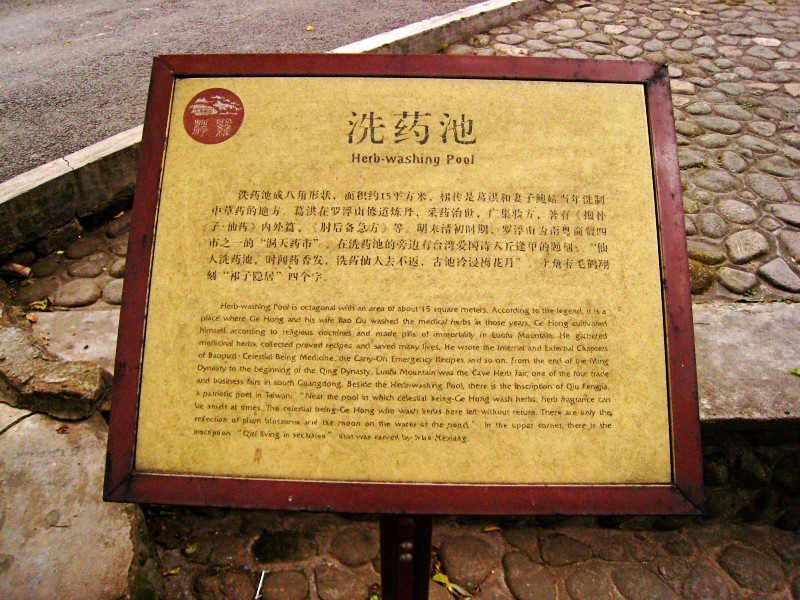 洗药池
Herb-washing Pool
洗药池成八角形状，面积约15平方米，相传是葛洪和妻子鲍姑当年洗制
中草药的地方。葛洪在罗浮山修道炼丹、采药治世，广集验方，著有《抱朴
子·仙药》内外篇、《肘后备急方》等。明末清初时期，罗浮山为南粤商贸四
市之一的“洞天药市”。在洗药池的旁边有台湾爱国诗人丘逢甲的题刻：“仙
人洗药池，时闻药香发，洗药仙人去不返，古池冷浸梅花月”。上角有毛鹤翔
刻“祁子隐居”四个字。
Herb-washing Pool is octagonal with an area of about 15 square meters. According to the legend, it is a
place where Ge Hong and his wife Bao Gu washed the medical herbs in those years. Ge Hong cultivated
himself according to religious doctrines and made pills of immortality in Luofu Mountain. He gathered
medicinal herbs, collected proved recipes and saved many lives. He wrote the Internal and External Chapters
of Baopuzi·Celestial Being Medicine, the Carry-On Emergency Recipes and so on. From the end of the Ming
Dynasty to the beginning of the Qing Dynasty, Luofu Mountain was the Cave Herb Fair, one of the four trade
and business fairs in south Guangdong. Beside the Herb-washing Pool, there is the inscription of Qiu Fengjia,
a patriotic poet in Taiwan: "Near the pool in which celestial being-Ge Hong wash herbs, herb fragrance can
be smelt at times. The celestial being-Ge Hong who wash herbs here left without return. There are only the
reflection of plum blossoms and the moon on the water of the pond." In the upper corner, there is the
inscription "Qizi living in seclusion" that was carved by Mao Hexiang.